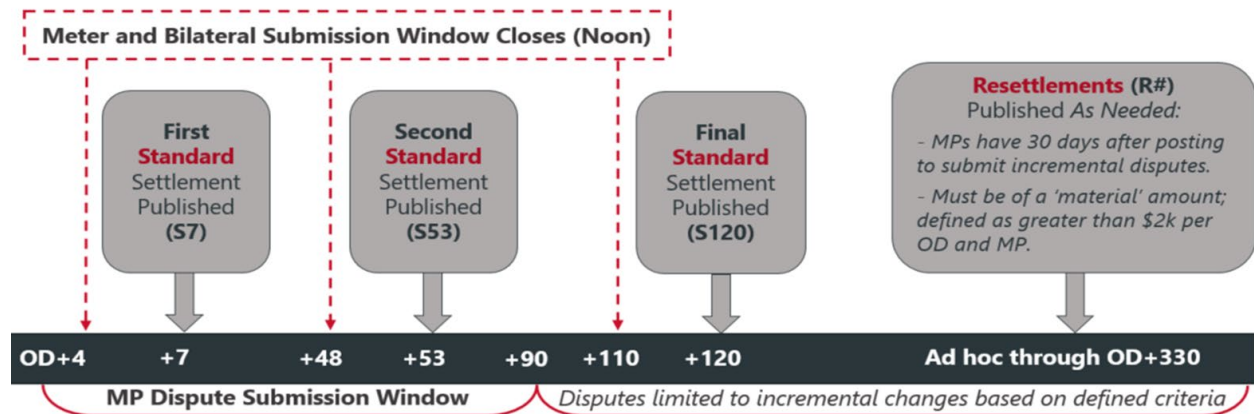 Meter and Bilateral Submission Window Closes (Noon)
First
Standard
Settlement
Published
(S7)
Second
Standard
Settlement
Published
(S53)
Final
Standard
Settlement
Published
(S120)
Resettlements (R#)
Published As Needed:
- MPs have 30 days after posting
to submit incremental disputes.
- Must be of a ‘material’ amount;
defined as greater than $2k per
OD and MP.
OD+4
+7
+48
+53
+90
+110
+120
Ad hoc through OD+330
MP Dispute Submission Window
Disputes limited to incremental changes based on defined criteria